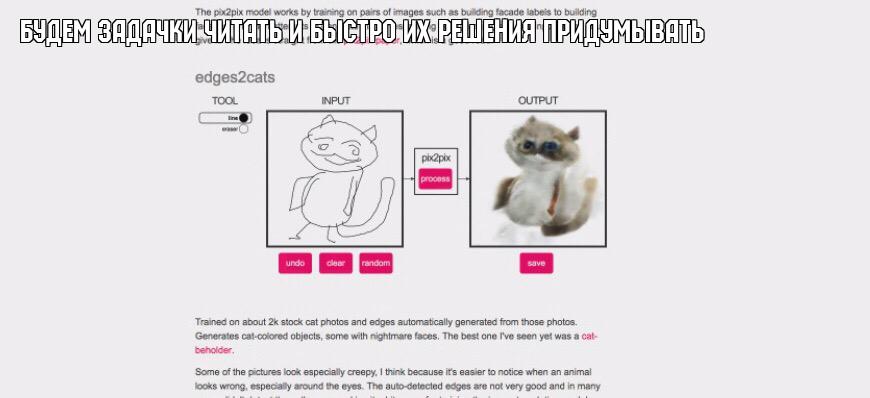 The pix2pix model works by training on pairs of images such as building facade labels to building
БУДЕМ ЗАДАЧКИ ЧИТАТЬ И БЫСТРО ИХ РЕШЕНИЯ ПРИДУМЫВАТЬ
edges2cats
TOOL
INPUT
OUTPUT
line
eraser
pix2pix
process
undo
clear
random
save
Trained on about 2k stock cat photos and edges automatically generated from those photos.
Generates cat-colored objects, some with nightmare faces. The best one I've seen yet was a cat-
beholder.
Some of the pictures look especially creepy, I think because it's easier to notice when an animal
looks wrong, especially around the eyes. The auto-detected edges are not very good and in many